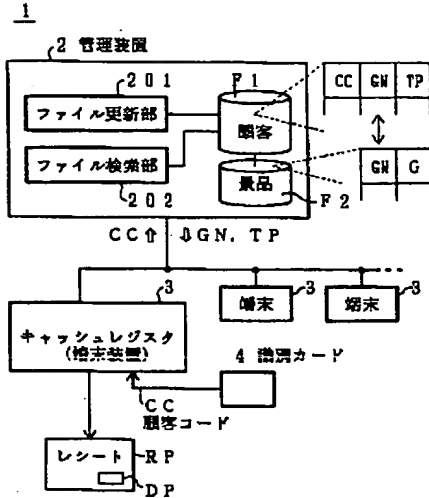 1
2 管理装置
201
ファイル更新部
ファイル検索部
202
F1
顧客
景品
F2
CC GN TP
GN G
CC⇧ ⇩GN, TP
3
キャッシュレジスタ
(端末装置)
端末
3
端末
3
4 識別カード
CC
顧客コード
レシート
RP
DP